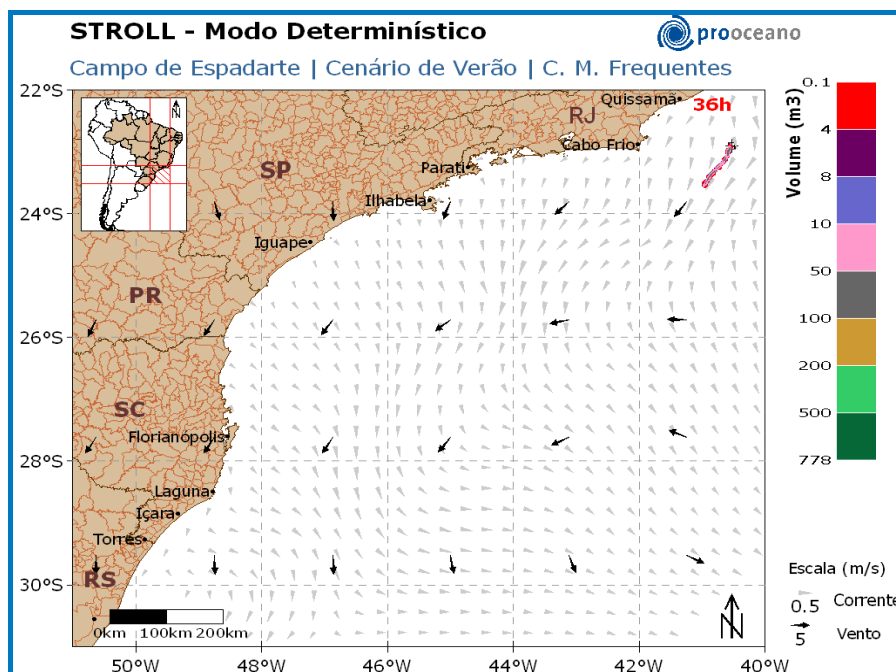 STROLL - Modo Determinístico
prooceano
Campo de Espadarte | Cenário de Verão | C. M. Frequentes
22°S
24°S
26°S
28°S
30°S
N
Quissamã
36h
RJ
Cabo Frio
Parati
SP
Ilhabela
Iguape
PR
SC
Florianópolis
Laguna
Içara
Torres
RS
0km 100km 200km
N
50°W 48°W 46°W 44°W 42°W 40°W
Volume (m3)
0.1
4
8
10
50
100
200
500
778
Escala (m/s)
0.5 Corrente
5 Vento